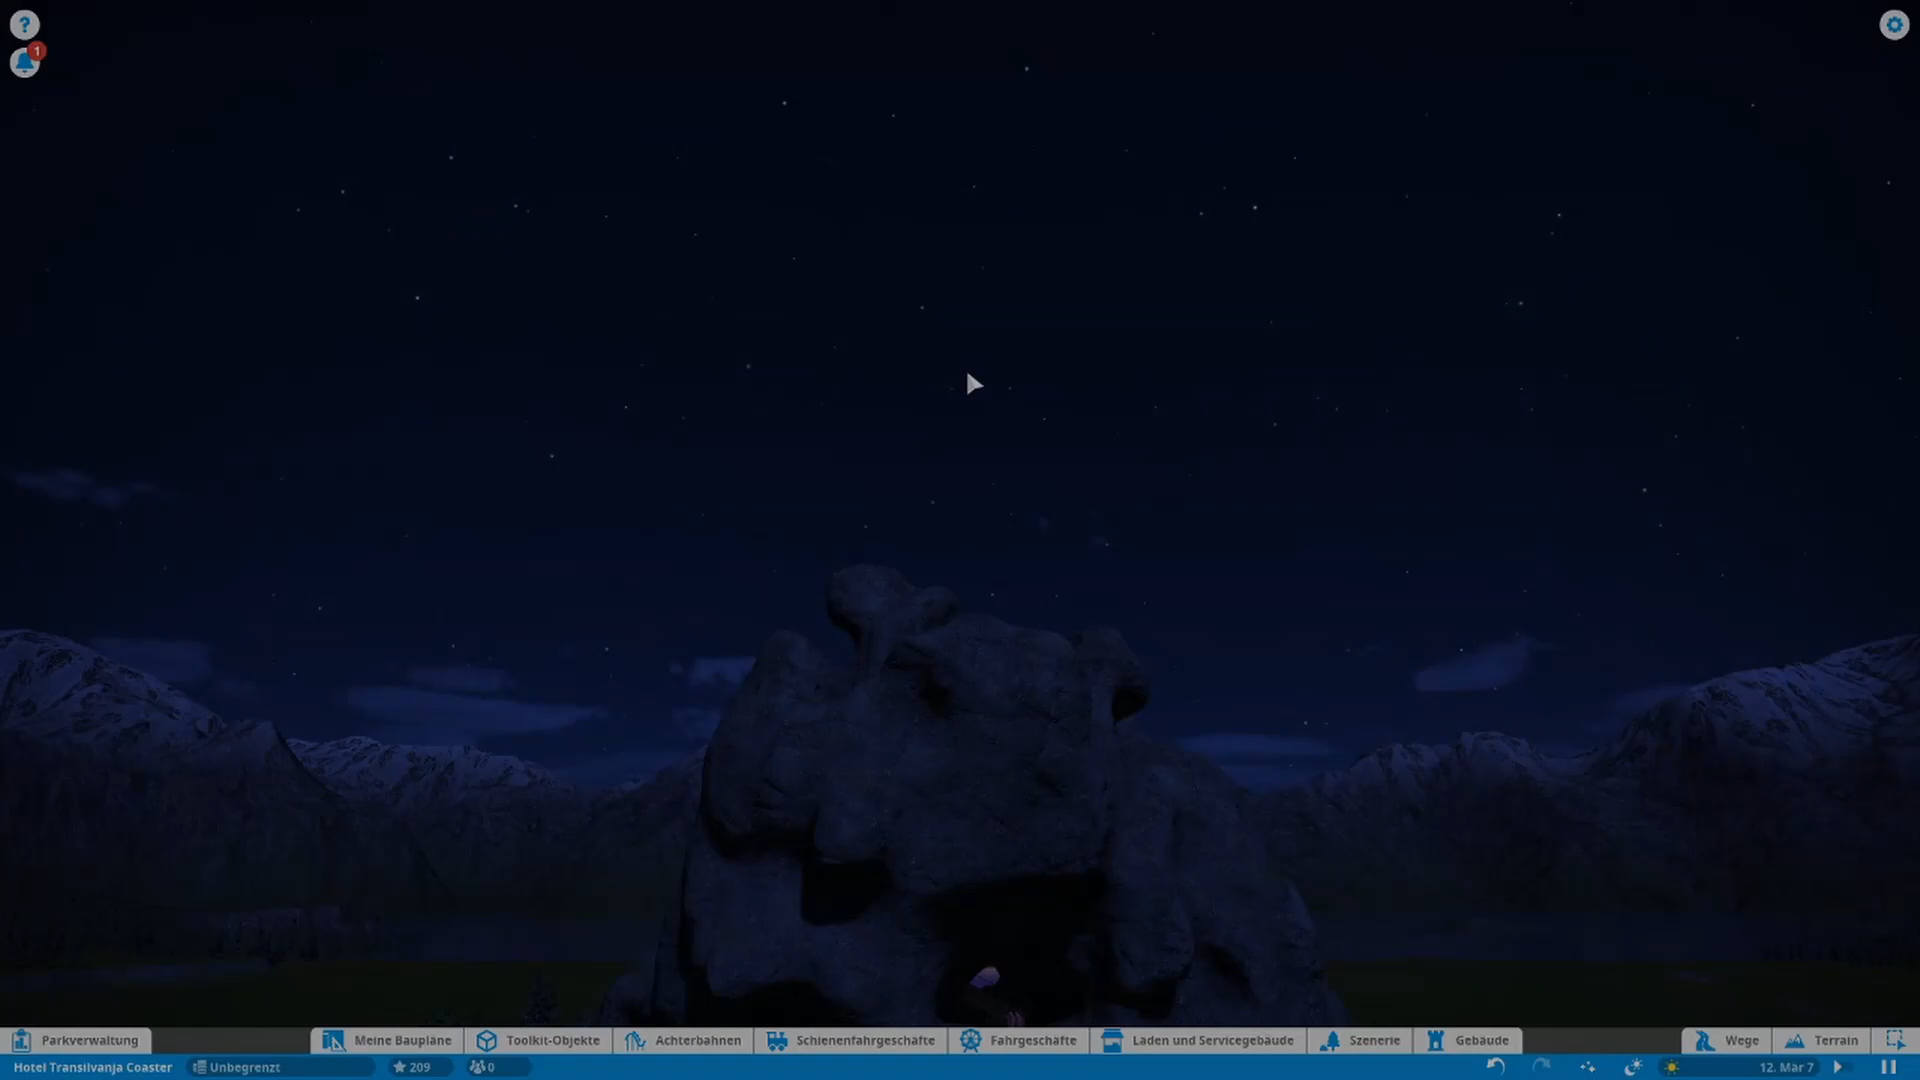 ?
1
Parkverwaltung
Meine Baupläne
Toolkit-Objekte
Achterbahnen
Schienenfahrgeschäfte
Fahrgeschäfte
Laden und Servicegebäude
Szenerie
Gebäude
Wege
Terrain
Hotel Transilvanja Coaster
Unbegrenzt
209
0
12. Mär 7